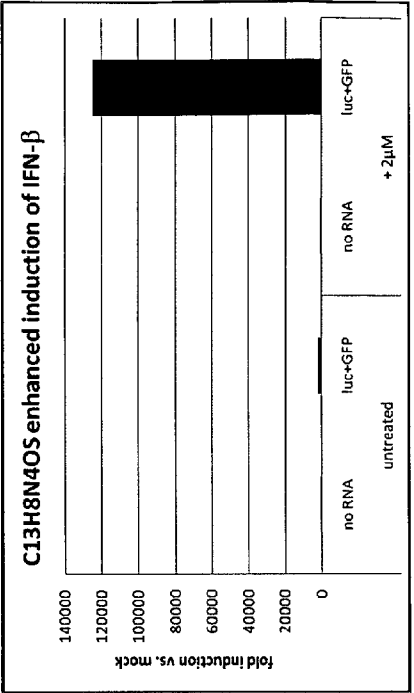 C13H8N4OS enhanced induction of IFN-β
fold induction vs. mock
140000
120000
100000
80000
60000
40000
20000
0
no RNA
luc+GFP
no RNA
luc+GFP
untreated
+ 2μM